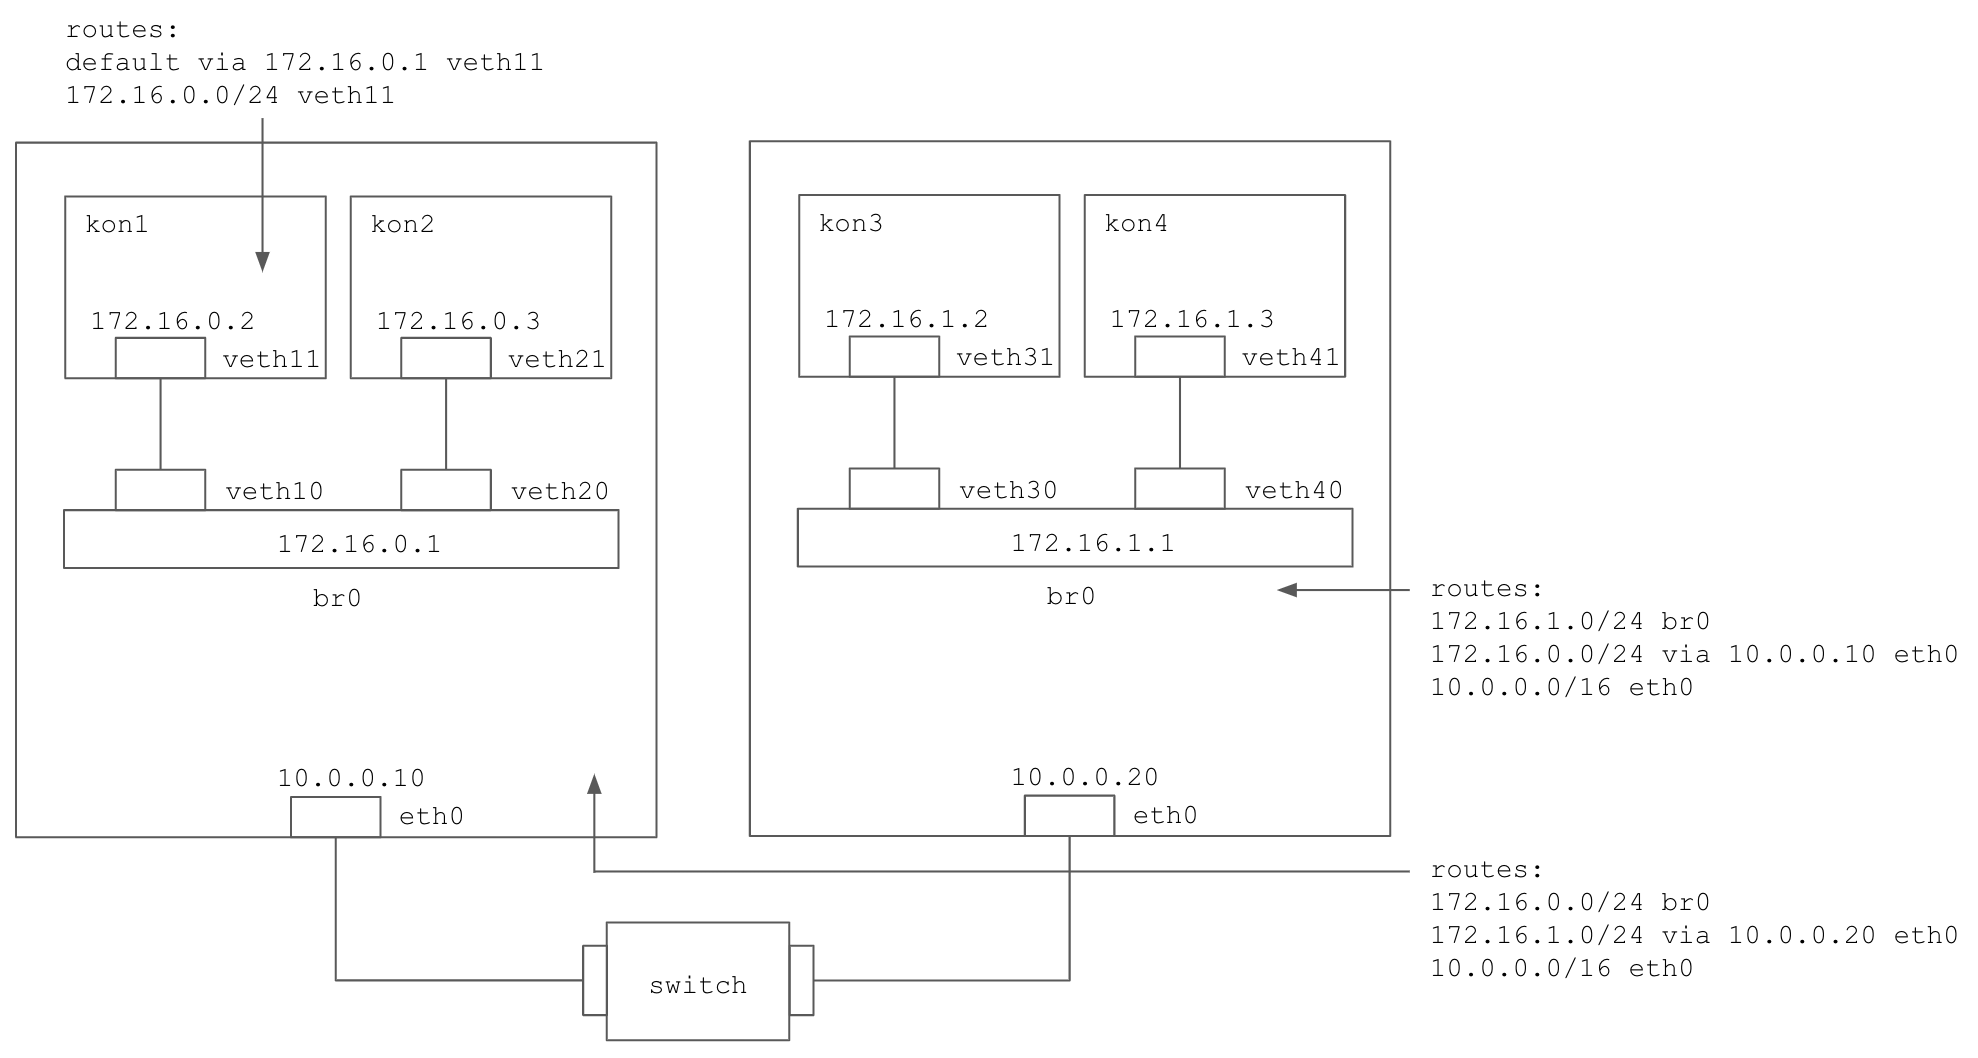 routes:
default via 172.16.0.1 veth11
172.16.0.0/24 veth11
kon1
172.16.0.2
veth11
kon2
172.16.0.3
veth21
veth10
veth20
172.16.0.1
br0
10.0.0.10
eth0
kon3
172.16.1.2
veth31
kon4
172.16.1.3
veth41
veth30
veth40
172.16.1.1
br0
10.0.0.20
eth0
routes:
172.16.1.0/24 br0
172.16.0.0/24 via 10.0.0.10 eth0
10.0.0.0/16 eth0
routes:
172.16.0.0/24 br0
172.16.1.0/24 via 10.0.0.20 eth0
10.0.0.0/16 eth0
switch